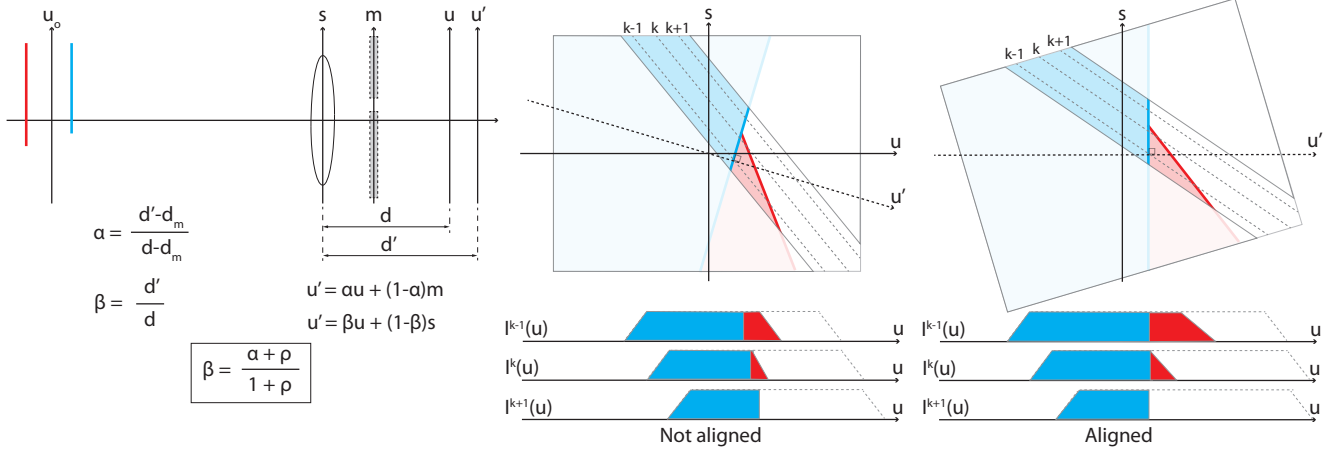 uₒ
s
m
u
u′
d
d′
α = d′-dₘ / d-dₘ
β = d′ / d
u′ = αu + (1-α)m
u′ = βu + (1-β)s
β = α + ρ / 1 + ρ
s
k-1 k k+1
u
u′
Iᵏ⁻¹(u) u
Iᵏ(u) u
Iᵏ⁺¹(u) u
Not aligned
s
k-1 k k+1
u′
Iᵏ⁻¹(u) u
Iᵏ(u) u
Iᵏ⁺¹(u) u
Aligned